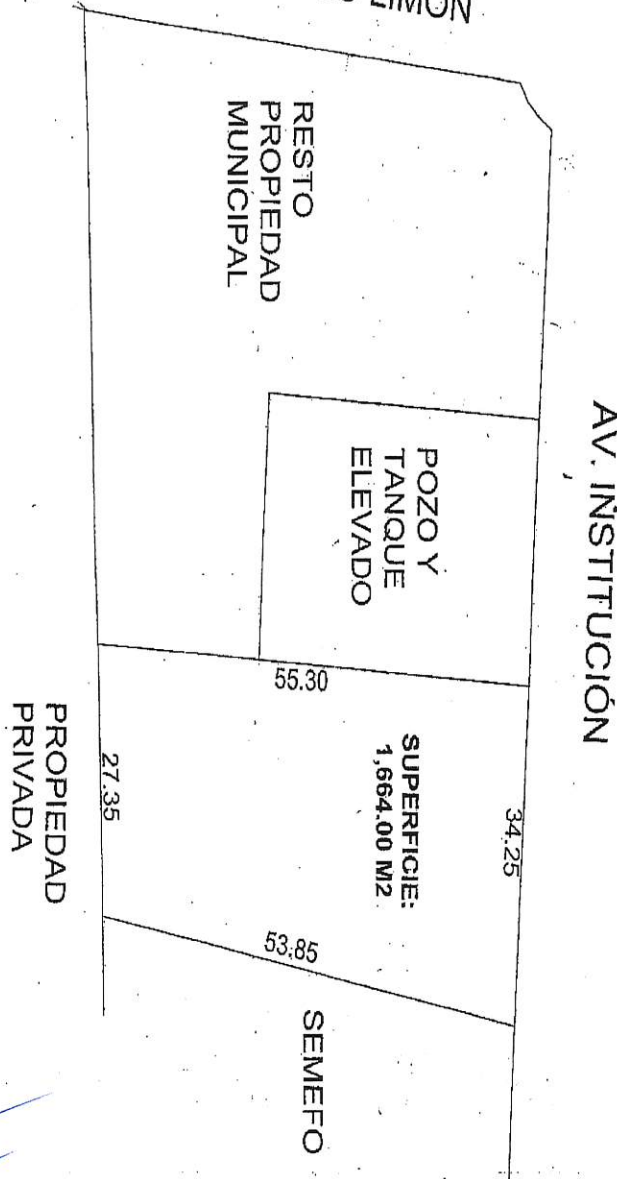 LIMÓN
AV. INSTITUCIÓN
RESTO
PROPIEDAD
MUNICIPAL
POZO Y
TANQUE
ELEVADO
55.30
SUPERFICIE:
1,664.00 M2
34.25
27.35
53.85
PROPIEDAD
PRIVADA
SEMEFO